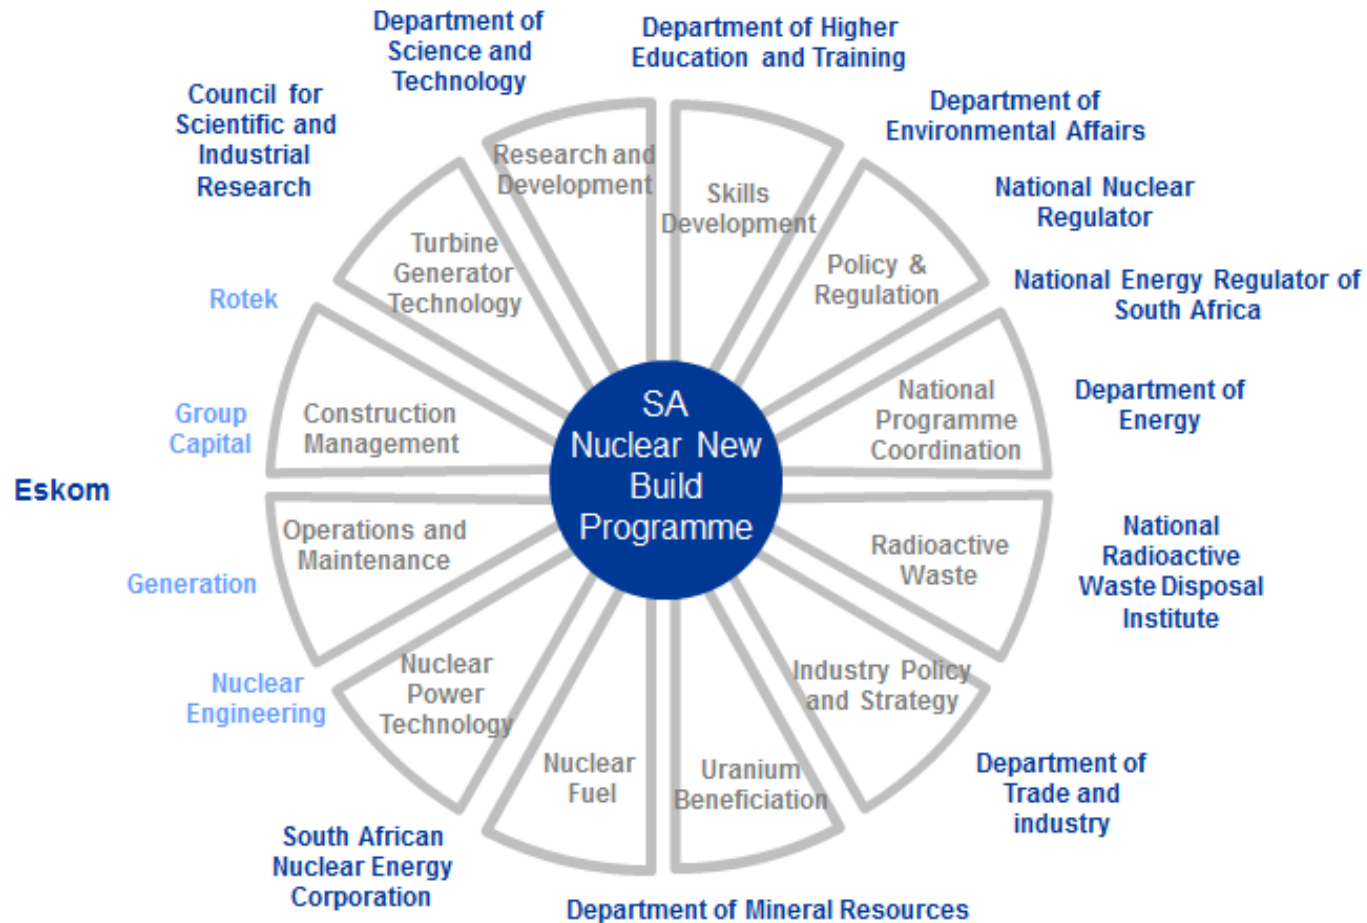 Department of
Science and
Technology
Department of Higher
Education and Training
Council for
Scientific and
Industrial
Research
Department of
Environmental Affairs
Research and
Development
Skills
Development
National Nuclear
Regulator
Turbine
Generator
Technology
Policy &
Regulation
Rotek
National Energy Regulator of
South Africa
Group
Capital
Construction
Management
SA
Nuclear New
Build
Programme
National
Programme
Coordination
Department of
Energy
Eskom
Operations and
Maintenance
Generation
Radioactive
Waste
National
Radioactive
Waste Disposal
Institute
Nuclear
Engineering
Nuclear
Power
Technology
Industry Policy
and Strategy
Nuclear
Fuel
Uranium
Beneficiation
Department of
Trade and
industry
South African
Nuclear Energy
Corporation
Department of Mineral Resources